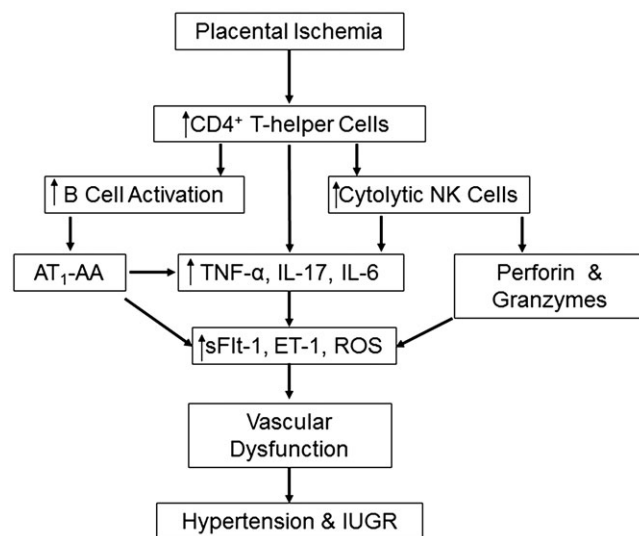 Placental Ischemia
↑CD4⁺ T-helper Cells
↑ B Cell Activation
↑Cytolytic NK Cells
AT₁-AA
↑ TNF-α, IL-17, IL-6
Perforin &
Granzymes
↑sFlt-1, ET-1, ROS
Vascular
Dysfunction
Hypertension & IUGR